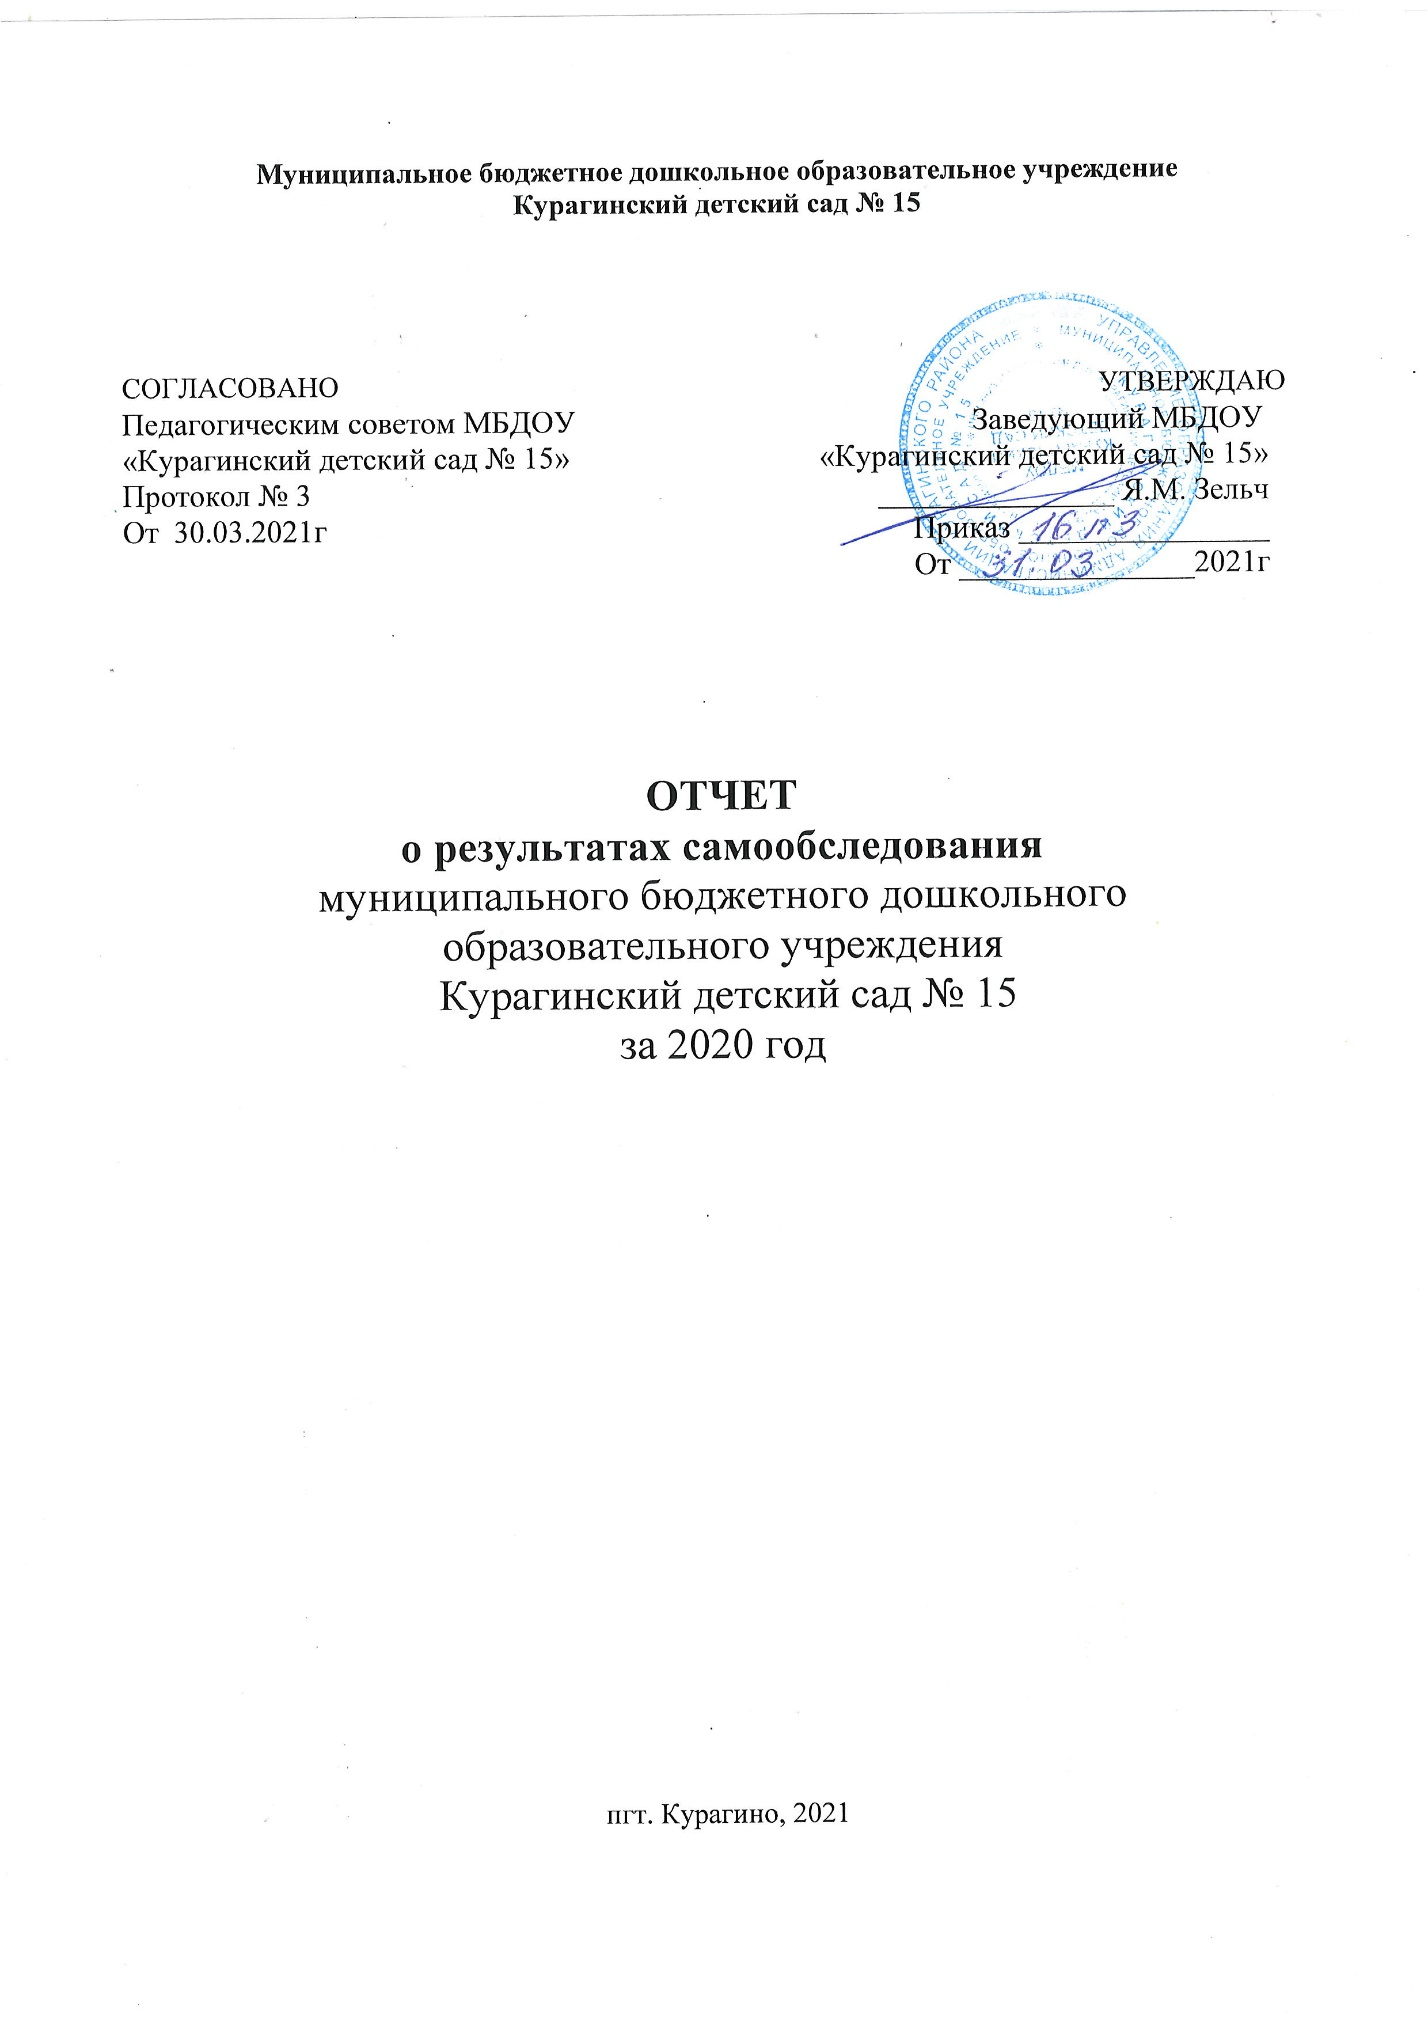 Муниципальное бюджетное дошкольное образовательное учреждение
Курагинский детский сад № 15
СОГЛАСОВАНО
Педагогическим советом МБДОУ
«Курагинский детский сад № 15»
Протокол № 3
От 30.03.2021г
УТВЕРЖДАЮ
Заведующий МБДОУ
«Курагинский детский сад № 15»
Я.М. Зельч
Приказ 16 п 3
От 31.03 2021г
ОТЧЕТ
о результатах самообследования
муниципального бюджетного дошкольного
образовательного учреждения
Курагинский детский сад № 15
за 2020 год
пгт. Курагино, 2021